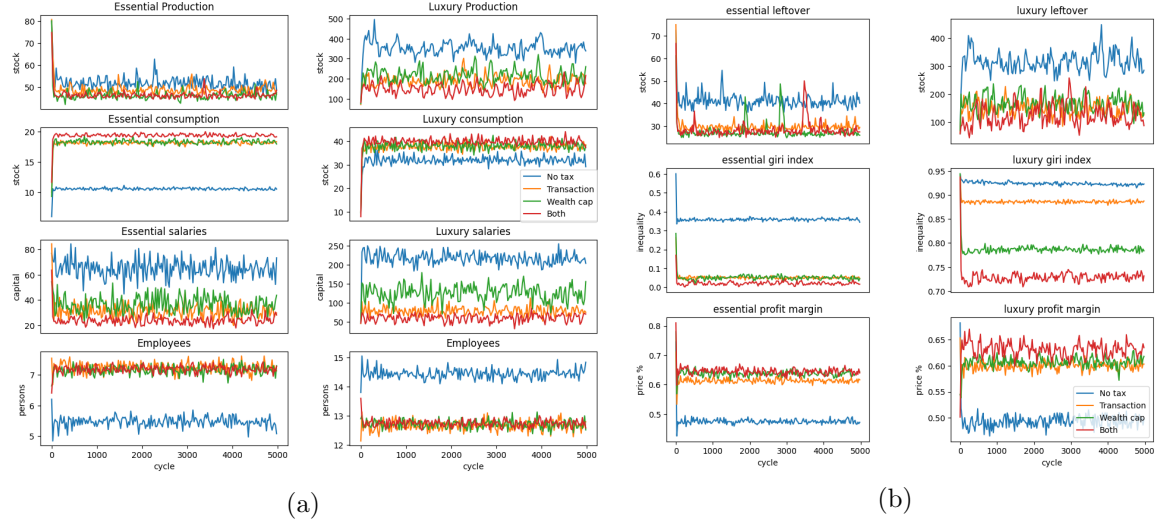 Essential Production
stock
80
70
60
50
Luxury Production
stock
500
400
300
200
100
Essential consumption
stock
20
15
10
Luxury consumption
stock
40
30
20
10
No tax
Transaction
Wealth cap
Both
Essential salaries
capital
80
60
40
20
Luxury salaries
capital
250
200
150
100
50
Employees
persons
7
6
5
0 1000 2000 3000 4000 5000
cycle
Employees
persons
15
14
13
12
0 1000 2000 3000 4000 5000
cycle
(a)
essential leftover
stock
70
60
50
40
30
luxury leftover
stock
400
300
200
100
essential giri index
inequality
0.6
0.5
0.4
0.3
0.2
0.1
0.0
luxury giri index
inequality
0.95
0.90
0.85
0.80
0.75
0.70
essential profit margin
price %
0.8
0.7
0.6
0.5
0 1000 2000 3000 4000 5000
cycle
luxury profit margin
price %
0.65
0.60
0.55
0.50
No tax
Transaction
Wealth cap
Both
0 1000 2000 3000 4000 5000
cycle
(b)